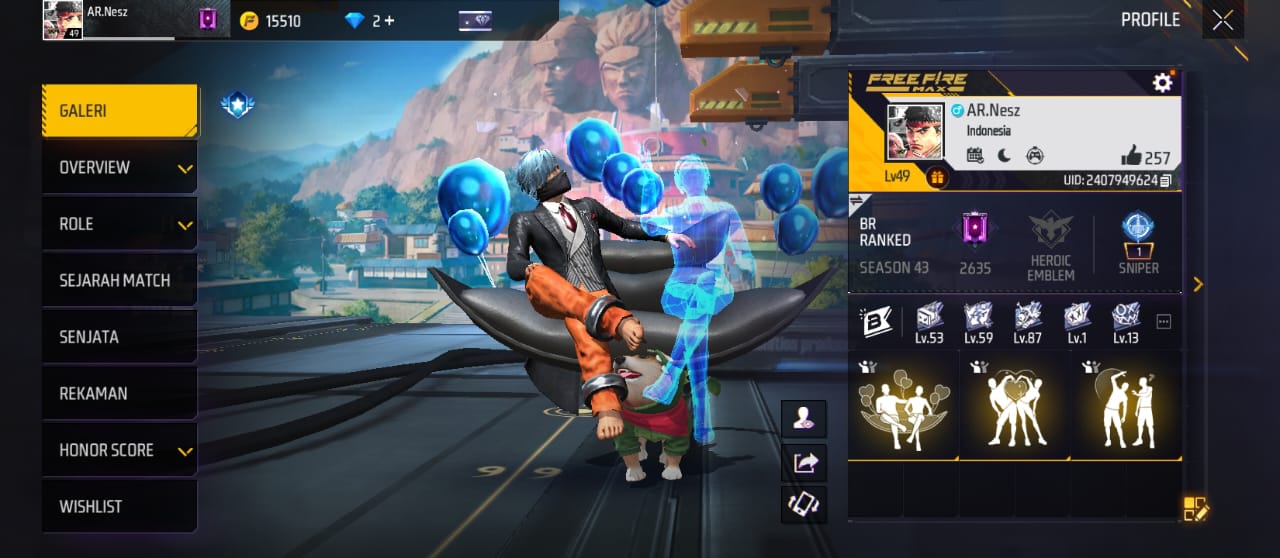 AR.Nesz
49
15510
2 +
PROFILE
GALERI
OVERVIEW
ROLE
SEJARAH MATCH
SENJATA
REKAMAN
HONOR SCORE
WISHLIST
99
FREE FIRE
MAX
AR.Nesz
Indonesia
257
Lv49
UID: 2407949624
BR
RANKED
SEASON 43
2635
HEROIC
EMBLEM
1
SNIPER
B
Lv.53
Lv.59
Lv.87
Lv.1
Lv.13